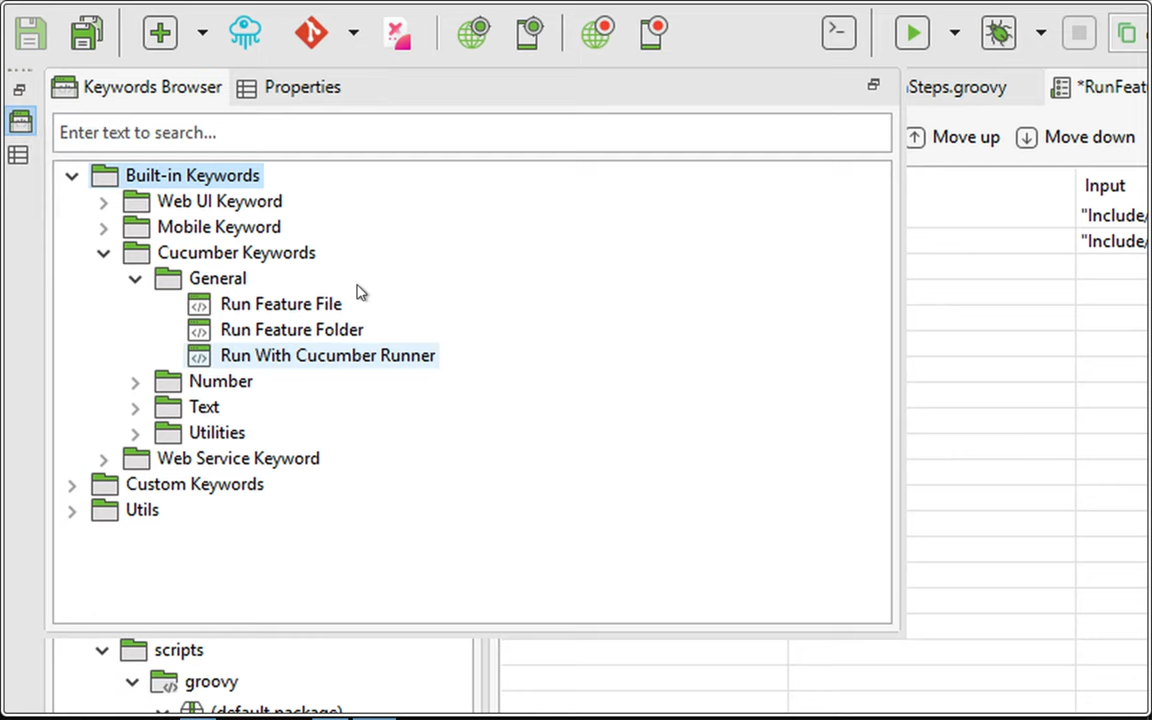 Keywords Browser
Properties
Steps.groovy
*RunFeat
Enter text to search...
Move up
Move down
Built-in Keywords
Web UI Keyword
Mobile Keyword
Cucumber Keywords
General
Run Feature File
Run Feature Folder
Run With Cucumber Runner
Number
Text
Utilities
Web Service Keyword
Custom Keywords
Utils
Input
"Include/
"Include/
scripts
groovy
(default package)